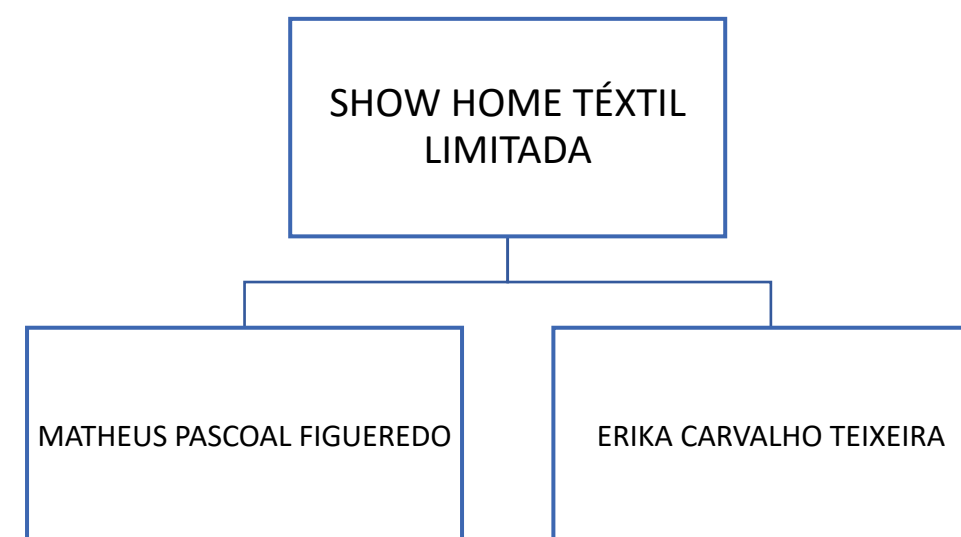 SHOW HOME TÉXTIL
LIMITADA
MATHEUS PASCOAL FIGUEREDO
ERIKA CARVALHO TEIXEIRA